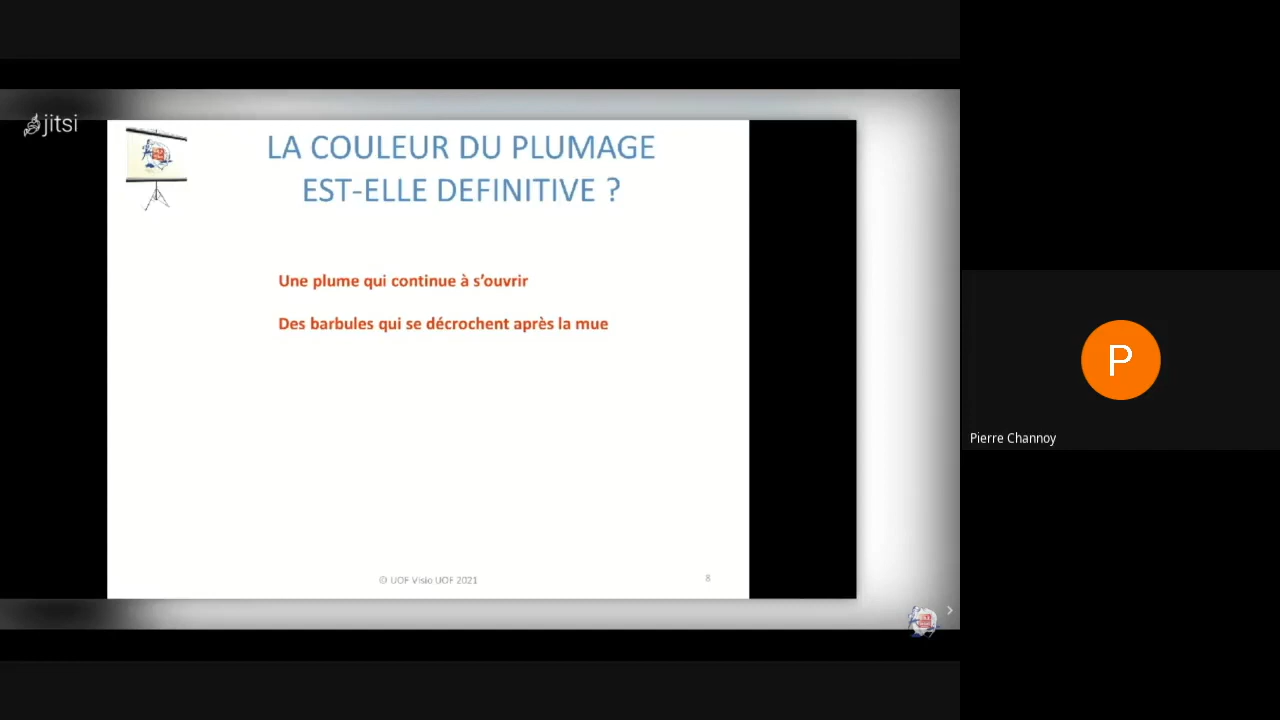 jitsi
LA COULEUR DU PLUMAGE
EST-ELLE DEFINITIVE ?
Une plume qui continue à s’ouvrir
Des barbules qui se décrochent après la mue
© UOF Visio UOF 2021
8
P
Pierre Channoy